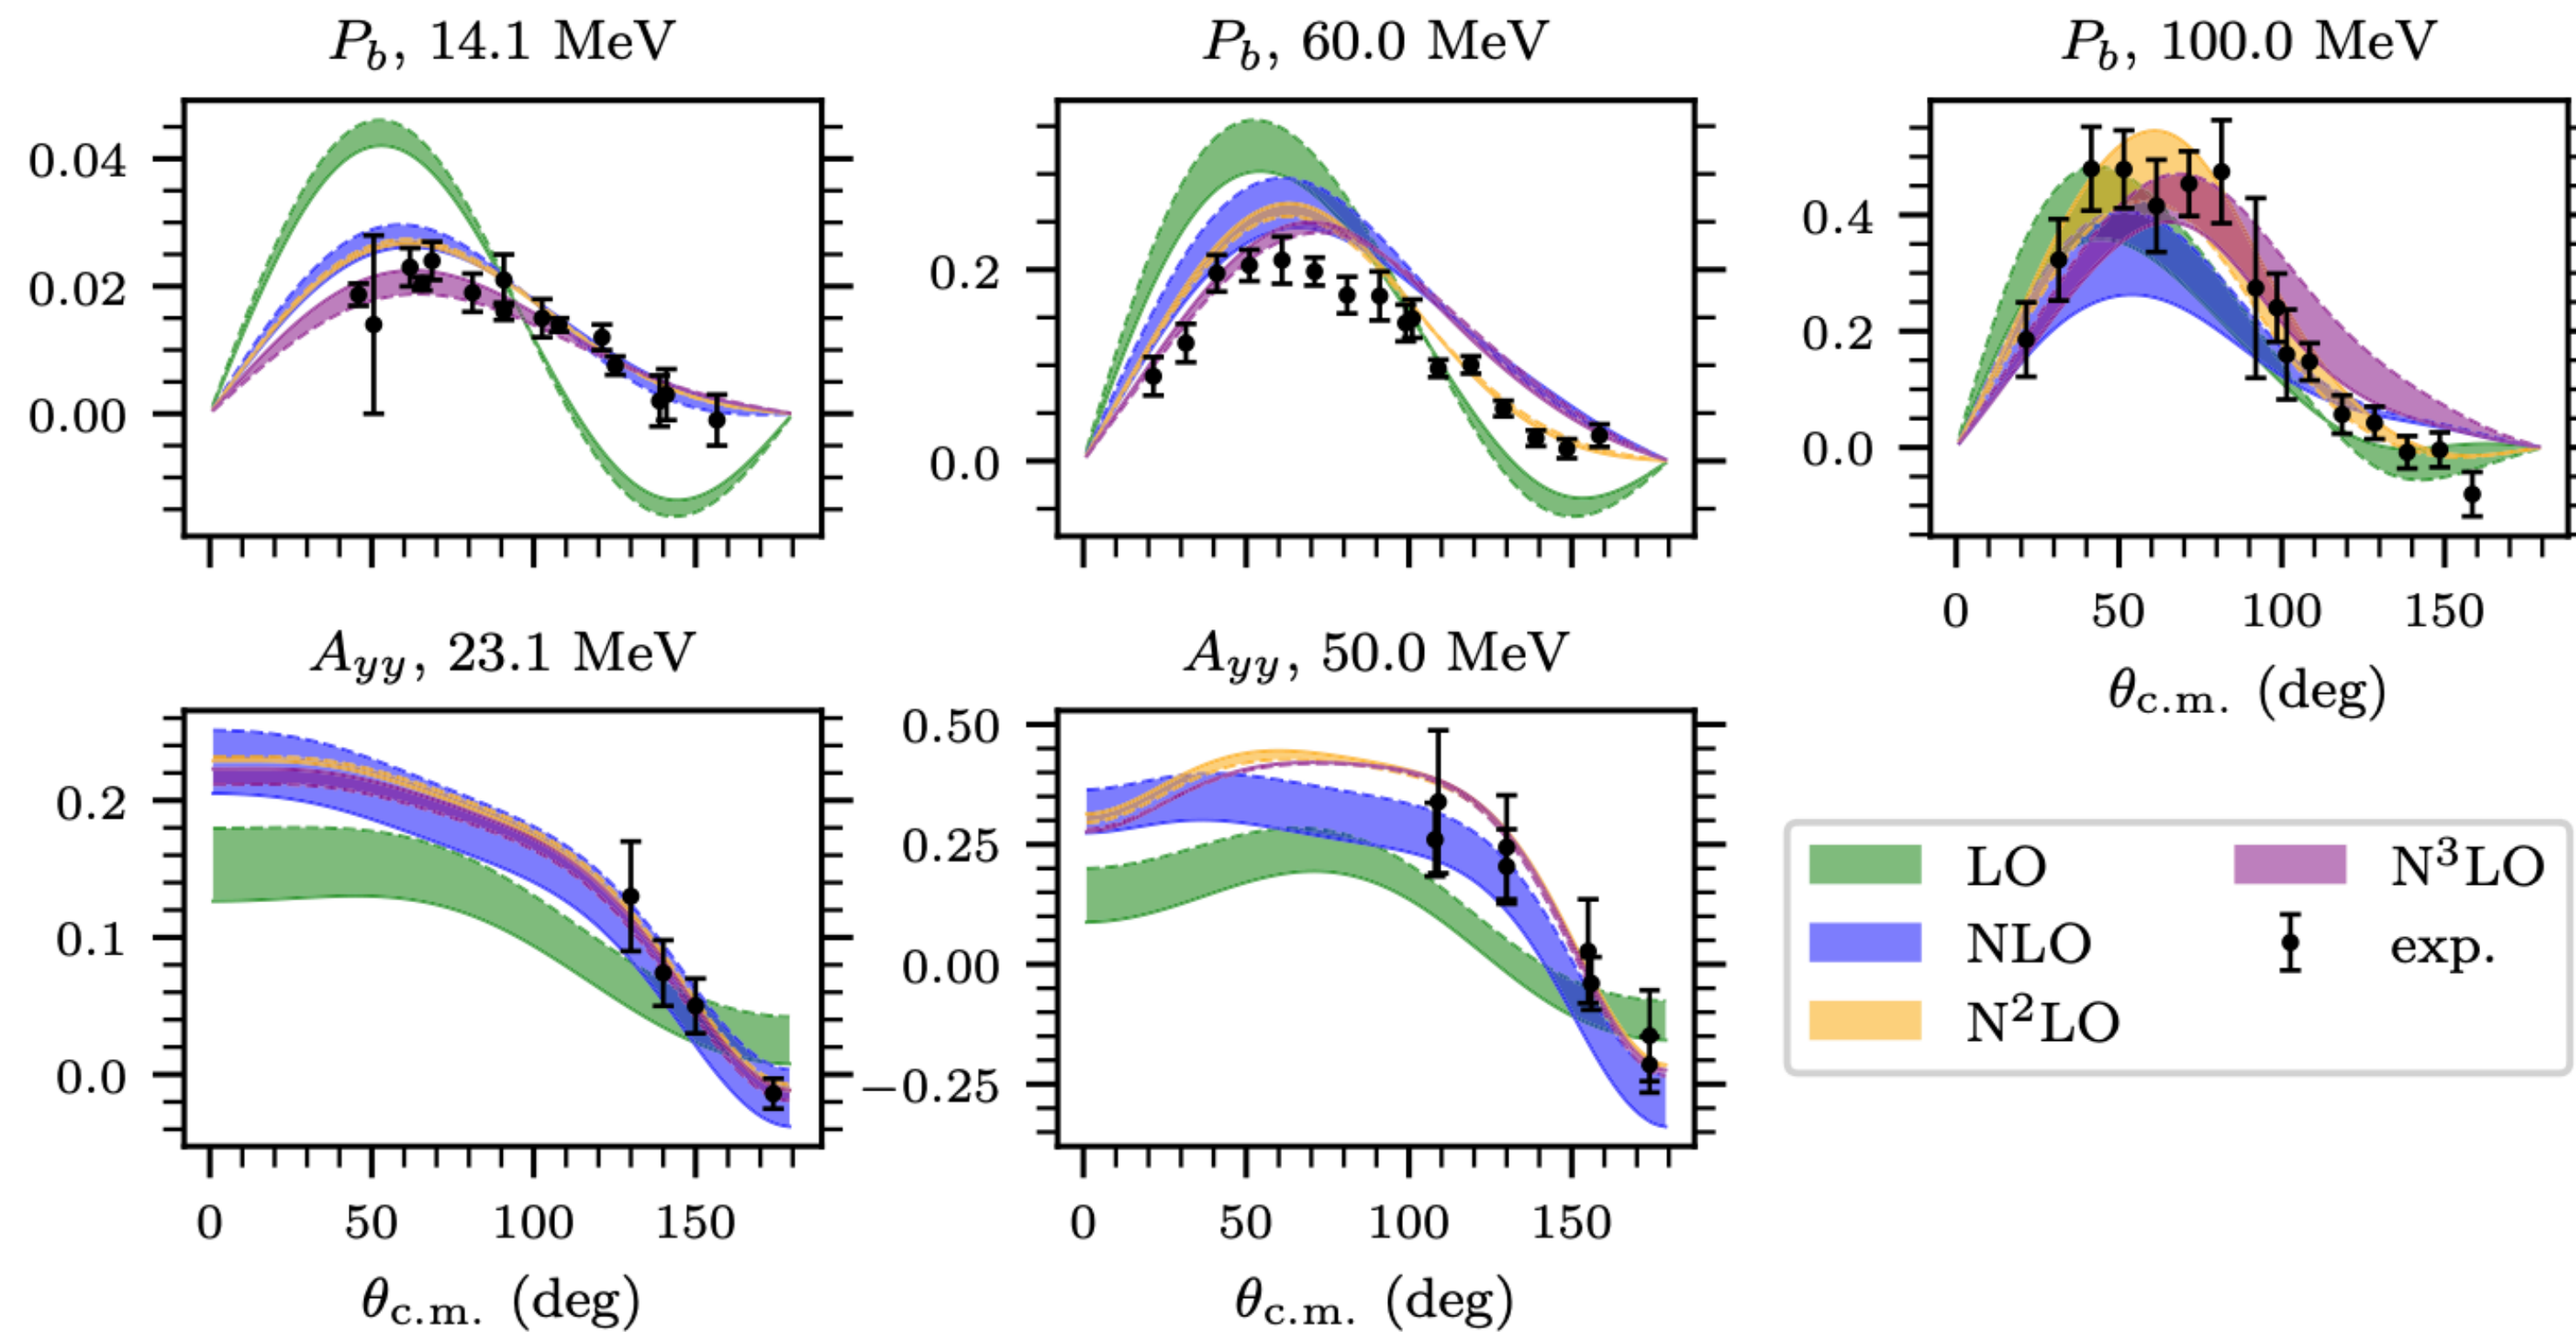 P_b, 14.1 MeV
P_b, 60.0 MeV
P_b, 100.0 MeV
0.04
0.02
0.00
0.2
0.0
0.4
0.2
0.0
0 50 100 150
θ_c.m. (deg)
A_yy, 23.1 MeV
A_yy, 50.0 MeV
0.2
0.1
0.0
0.50
0.25
0.00
−0.25
0 50 100 150
0 50 100 150
θ_c.m. (deg)
θ_c.m. (deg)
LO
NLO
N²LO
N³LO
exp.